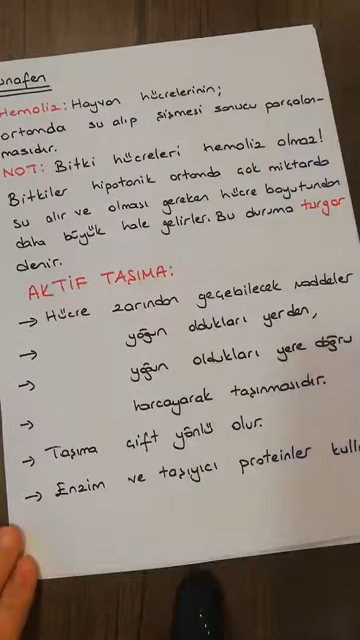 unafen
Hemoliz: Hayvan hücrelerinin;
ortamda su alıp şişmesi sonucu parçalan-
masıdır.
NOT: Bitki hücreleri hemoliz olmaz!
Bitkiler hipotonik ortamda çok miktarda
su alır ve olması gereken hücre boyutundan
daha büyük hale gelirler. Bu duruma turgor
denir.
AKTİF TAŞIMA:
→ Hücre zarından geçebilecek maddeler
→ yoğun oldukları yerden,
→ yoğun oldukları yere doğru
→ harcayarak taşınmasıdır.
→ Taşıma çift yönlü olur.
→ Enzim ve taşıyıcı proteinler kull